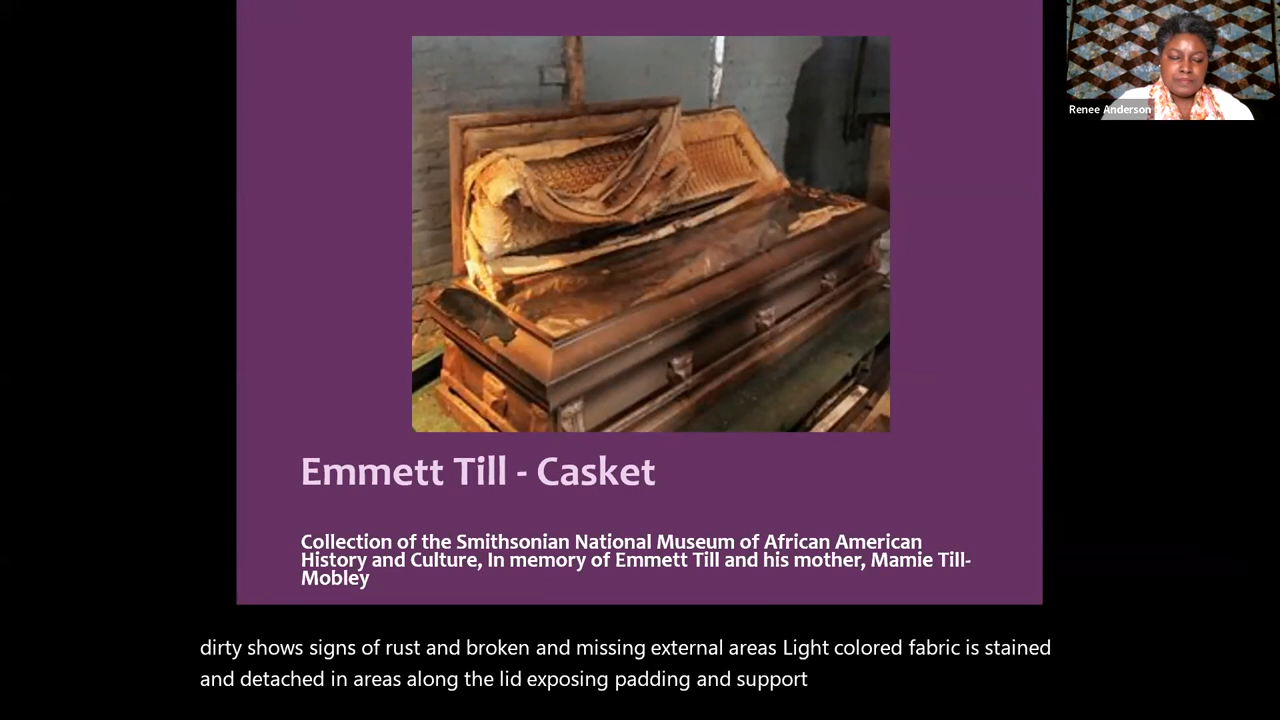 Renee Anderson
Emmett Till - Casket
Collection of the Smithsonian National Museum of African American
History and Culture, In memory of Emmett Till and his mother, Mamie Till-
Mobley
dirty shows signs of rust and broken and missing external areas Light colored fabric is stained
and detached in areas along the lid exposing padding and support